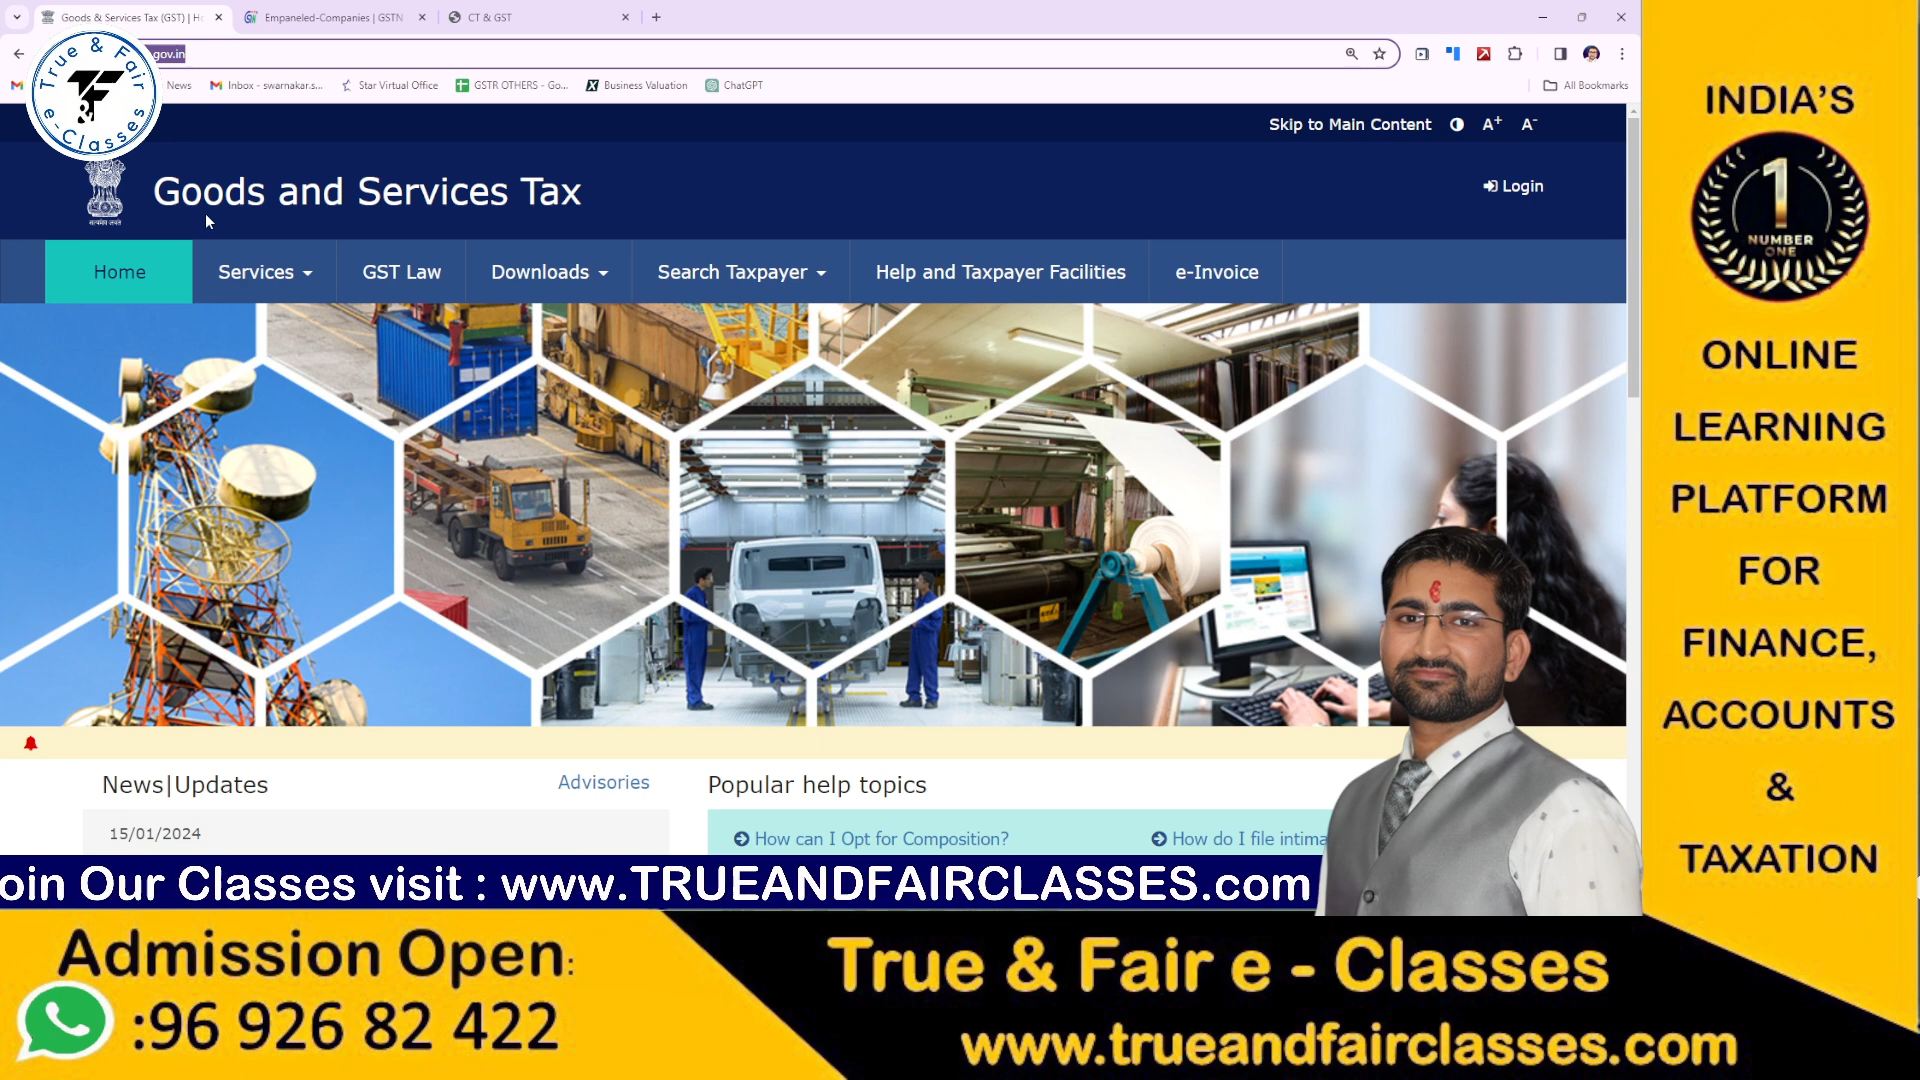 Goods & Services Tax (GST) | Ho
Empaneled-Companies | GSTN
CT & GST
gov.in
News
Inbox - swarnakar.s...
Star Virtual Office
GSTR OTHERS - Go...
Business Valuation
ChatGPT
All Bookmarks
True & Fair
T&F
e-Classes
Skip to Main Content
A+
A-
सत्यमेव जयते
Goods and Services Tax
Login
Home
Services
GST Law
Downloads
Search Taxpayer
Help and Taxpayer Facilities
e-Invoice
News|Updates
Advisories
Popular help topics
15/01/2024
How can I Opt for Composition?
How do I file intima
oin Our Classes visit : www.TRUEANDFAIRCLASSES.com
Admission Open:
:96 926 82 422
True & Fair e - Classes
www.trueandfairclasses.com
INDIA'S
1
NUMBER
ONE
ONLINE
LEARNING
PLATFORM
FOR
FINANCE,
ACCOUNTS
&
TAXATION